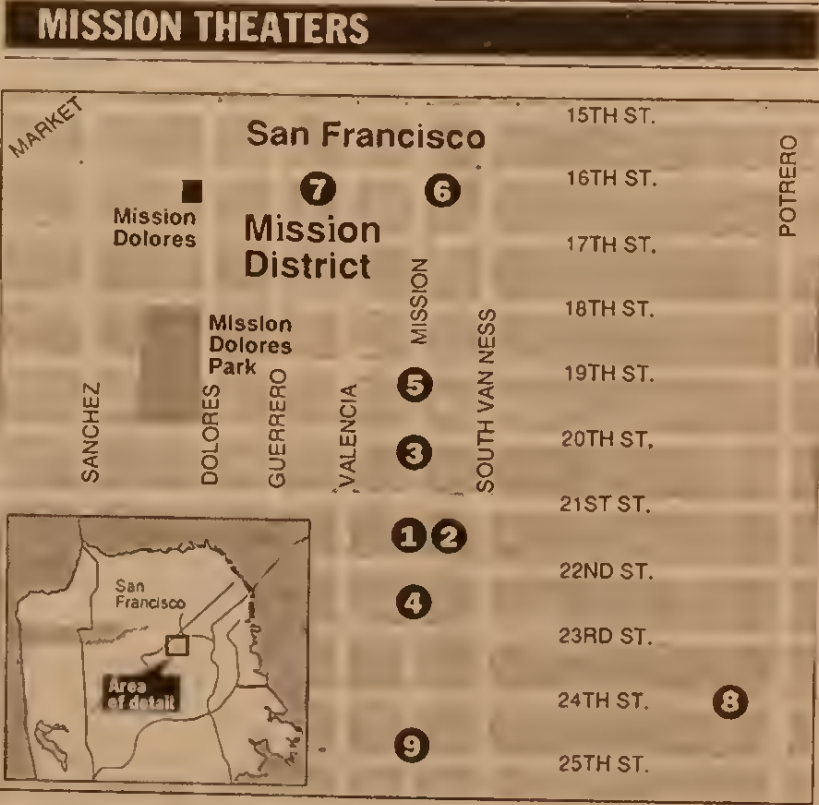 MISSION THEATERS
MARKET
San Francisco
15TH ST.
16TH ST.
POTRERO
7
6
Mission
Dolores
Mission
District
17TH ST.
MISSION
18TH ST.
Mission
Dolores
Park
SOUTH VAN NESS
19TH ST.
5
SANCHEZ
DOLORES
GUERRERO
VALENCIA
20TH ST.
3
21ST ST.
1
2
22ND ST.
4
San
Francisco
23RD ST.
Area
of detail
24TH ST.
8
9
25TH ST.